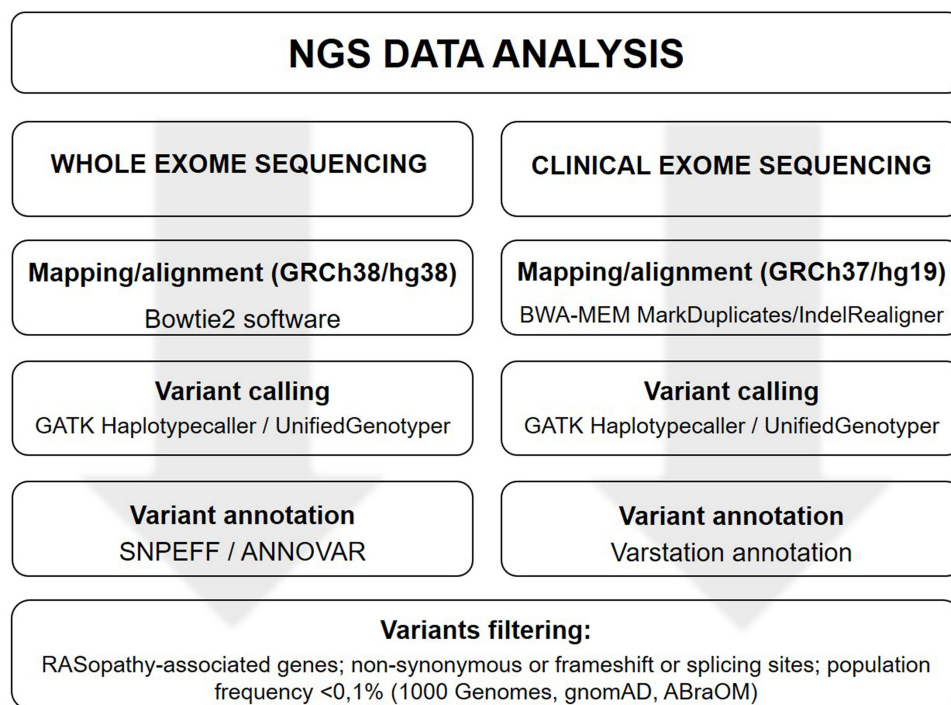 NGS DATA ANALYSIS
WHOLE EXOME SEQUENCING
Mapping/alignment (GRCh38/hg38)
Bowtie2 software
Variant calling
GATK Haplotypecaller / UnifiedGenotyper
Variant annotation
SNPEFF / ANNOVAR
CLINICAL EXOME SEQUENCING
Mapping/alignment (GRCh37/hg19)
BWA-MEM MarkDuplicates/IndelRealigner
Variant calling
GATK Haplotypecaller / UnifiedGenotyper
Variant annotation
Varstation annotation
Variants filtering:
RASopathy-associated genes; non-synonymous or frameshift or splicing sites; population
frequency <0,1% (1000 Genomes, gnomAD, ABraOM)